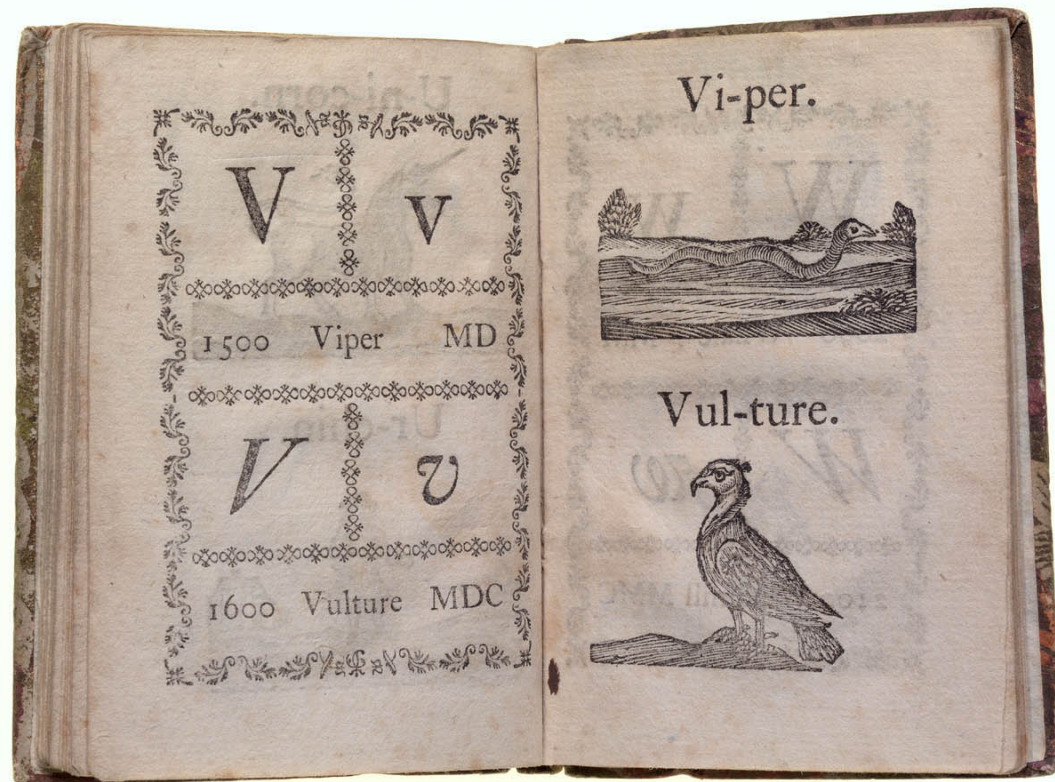 V v
1500 Viper MD
V v
1600 Vulture MDC
Vi-per.
Vul-ture.